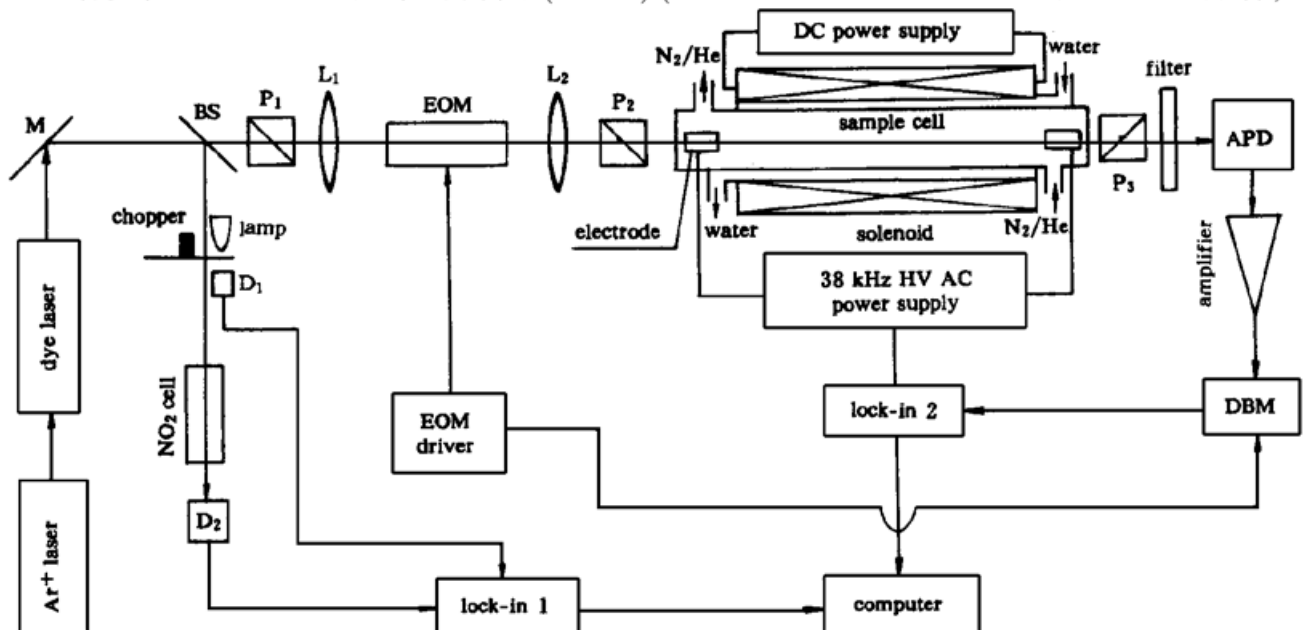 DC power supply
N₂/He
water
filter
L₁
L₂
P₁
P₂
EOM
BS
M
sample cell
APD
P₃
chopper
lamp
electrode
water
solenoid
N₂/He
D₁
38 kHz HV AC
power supply
amplifier
dye laser
NO₂ cell
EOM
driver
lock-in 2
DBM
D₂
Ar⁺ laser
lock-in 1
computer